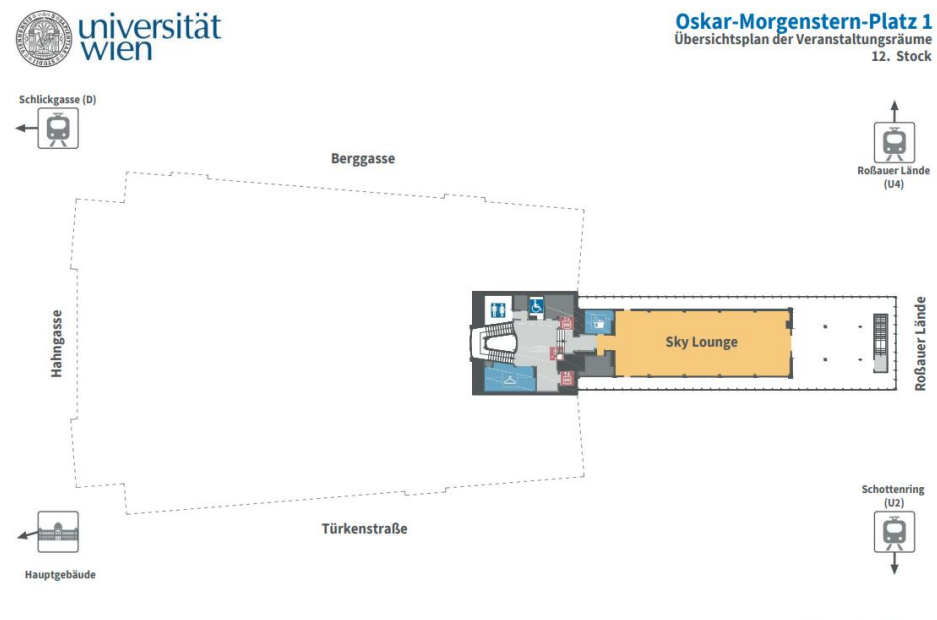 universität
wien
Oskar-Morgenstern-Platz 1
Übersichtsplan der Veranstaltungsräume
12. Stock
Schlickgasse (D)
Berggasse
Roßauer Lände
(U4)
Hahngasse
Sky Lounge
Roßauer Lände
Türkenstraße
Schottenring
(U2)
Hauptgebäude